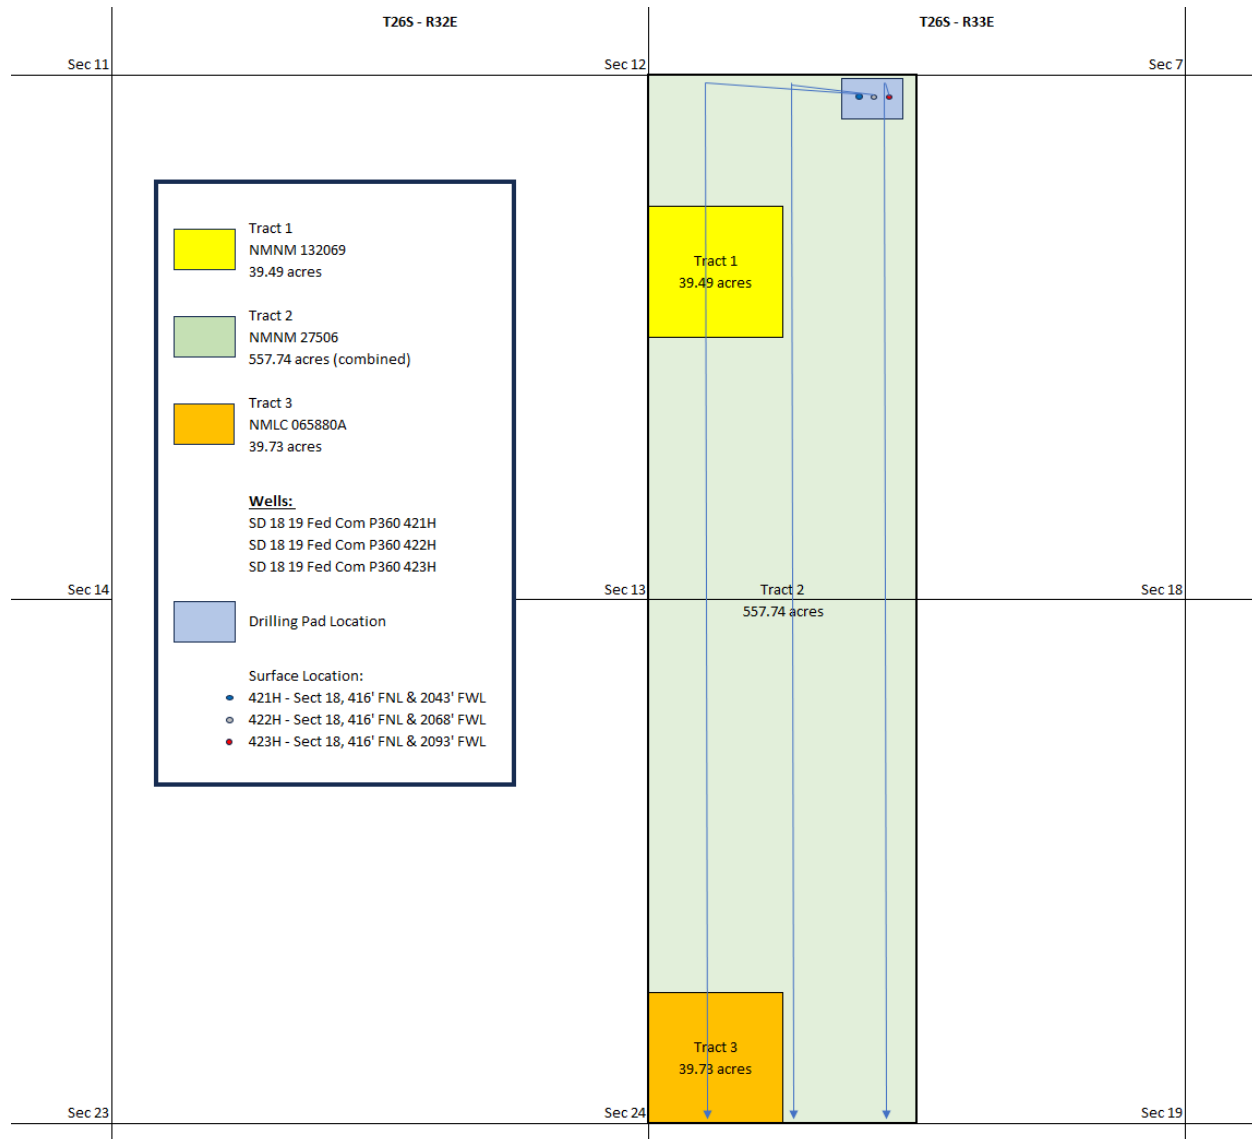 T26S - R32E
T26S - R33E
Sec 11
Sec 12
Sec 7
Tract 1
NMNM 132069
39.49 acres
Tract 2
NMNM 27506
557.74 acres (combined)
Tract 3
NMLC 065880A
39.73 acres
Wells:
SD 18 19 Fed Com P360 421H
SD 18 19 Fed Com P360 422H
SD 18 19 Fed Com P360 423H
Drilling Pad Location
Surface Location:
421H - Sect 18, 416' FNL & 2043' FWL
422H - Sect 18, 416' FNL & 2068' FWL
423H - Sect 18, 416' FNL & 2093' FWL
Tract 1
39.49 acres
Sec 14
Sec 13
Tract 2
557.74 acres
Sec 18
Tract 3
39.73 acres
Sec 23
Sec 24
Sec 19